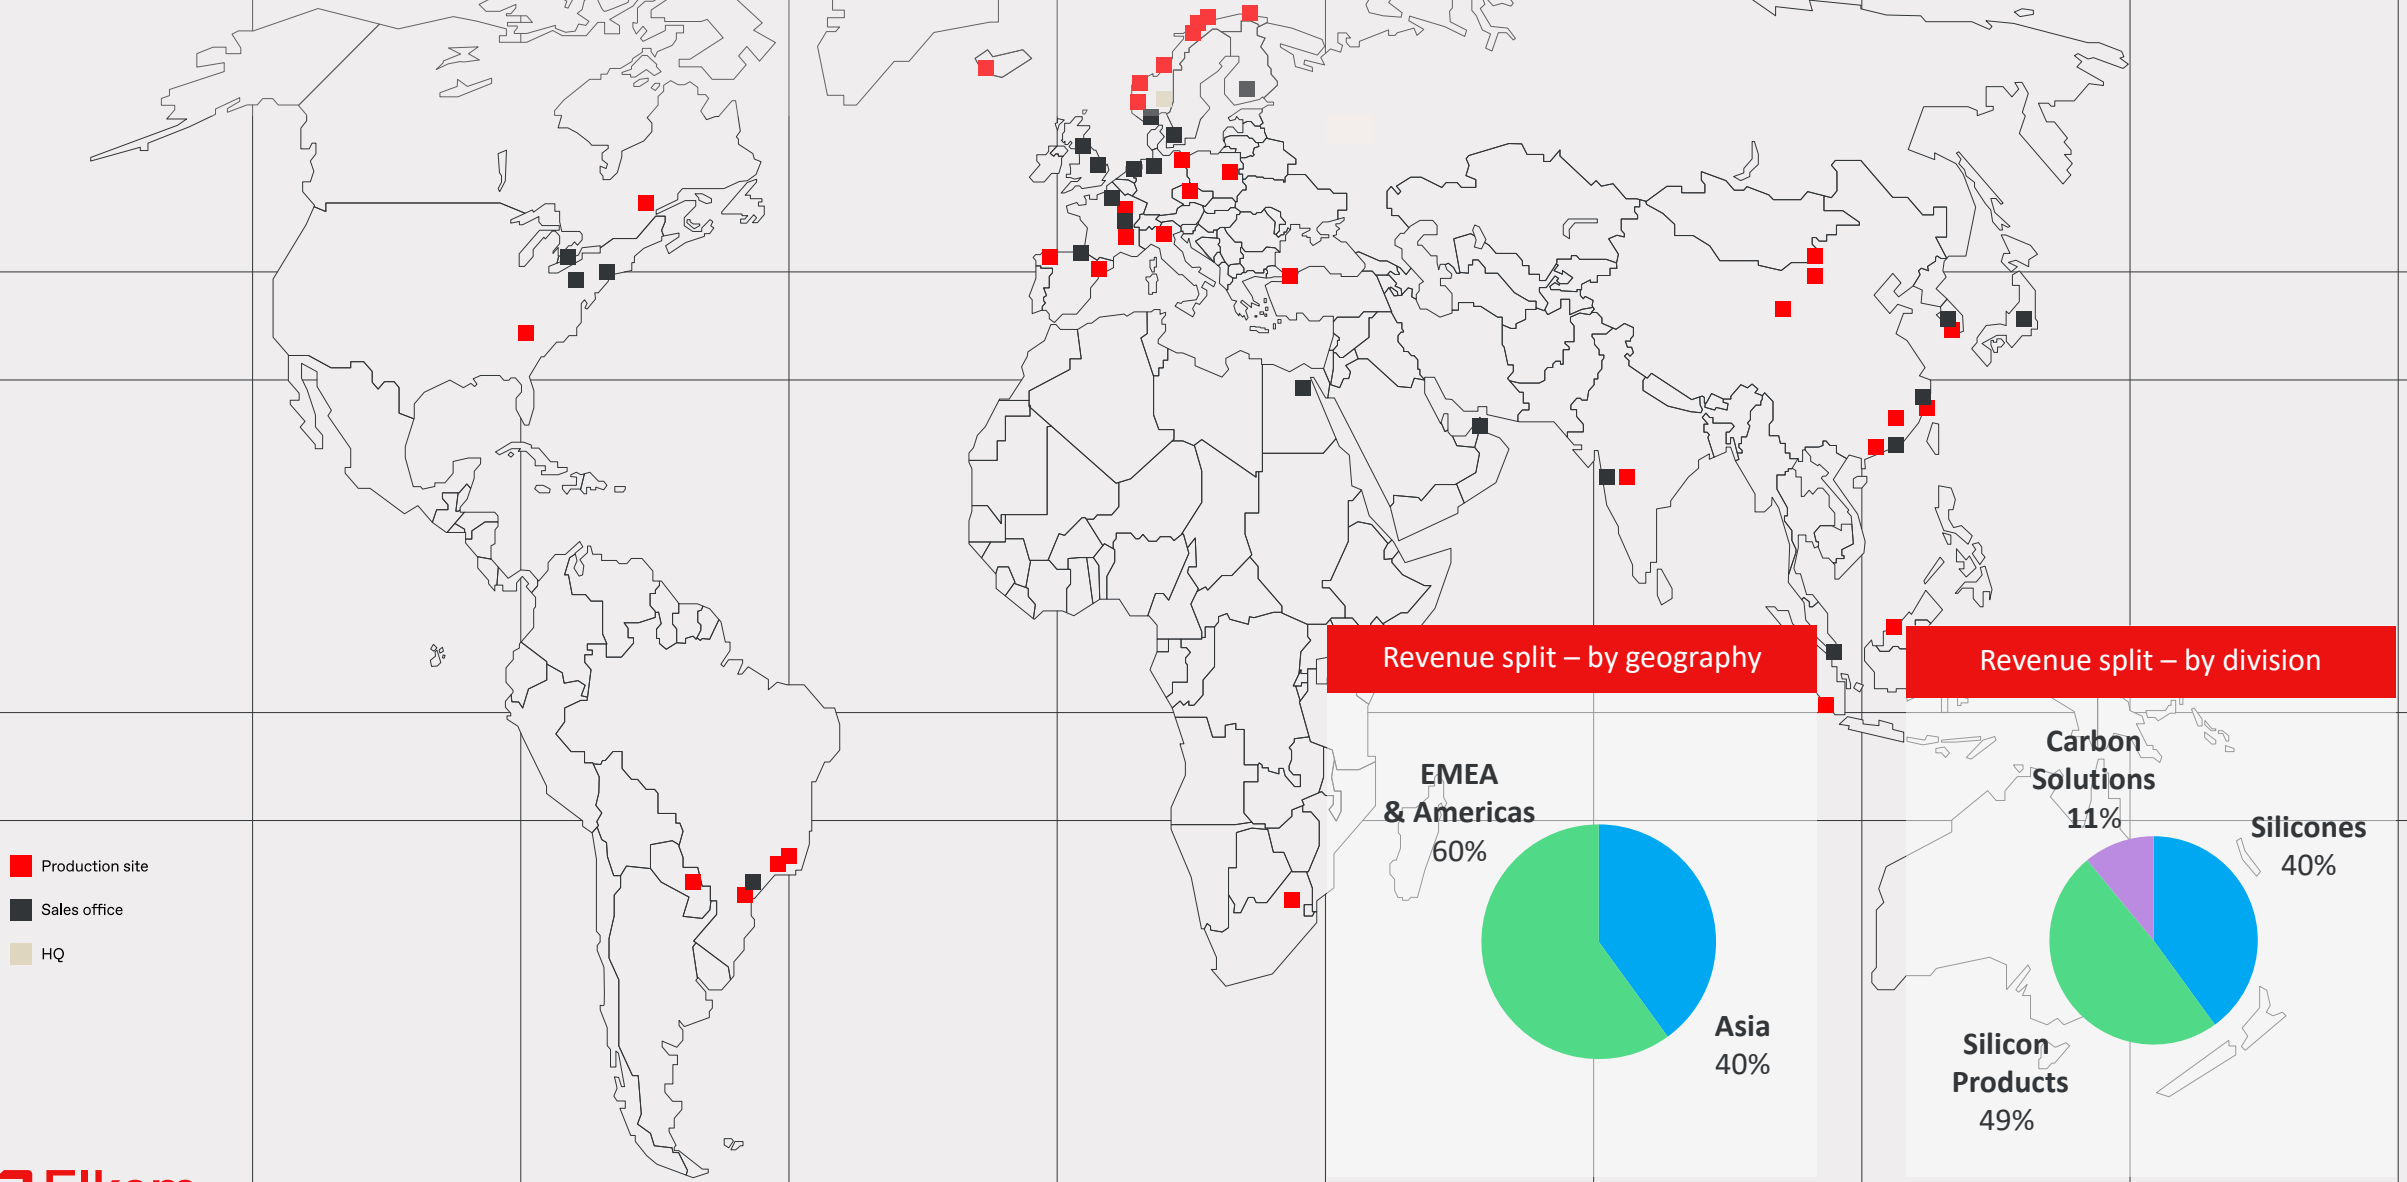 Revenue split – by geography
Revenue split – by division
EMEA
& Americas
60%
Asia
40%
Carbon
Solutions
11%
Silicones
40%
Silicon
Products
49%
Production site
Sales office
HQ
Elkem